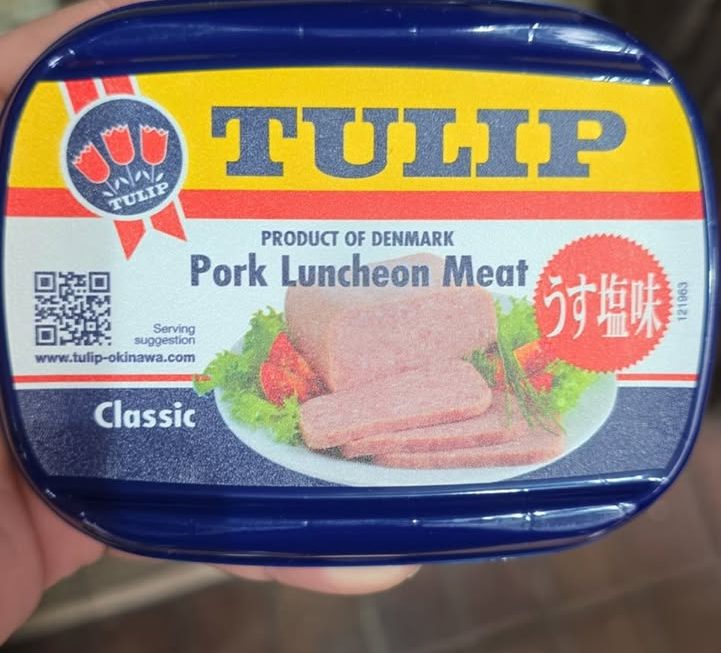 TULIP
TULIP
PRODUCT OF DENMARK
Pork Luncheon Meat
うす塩味
121963
Serving
suggestion
www.tulip-okinawa.com
Classic